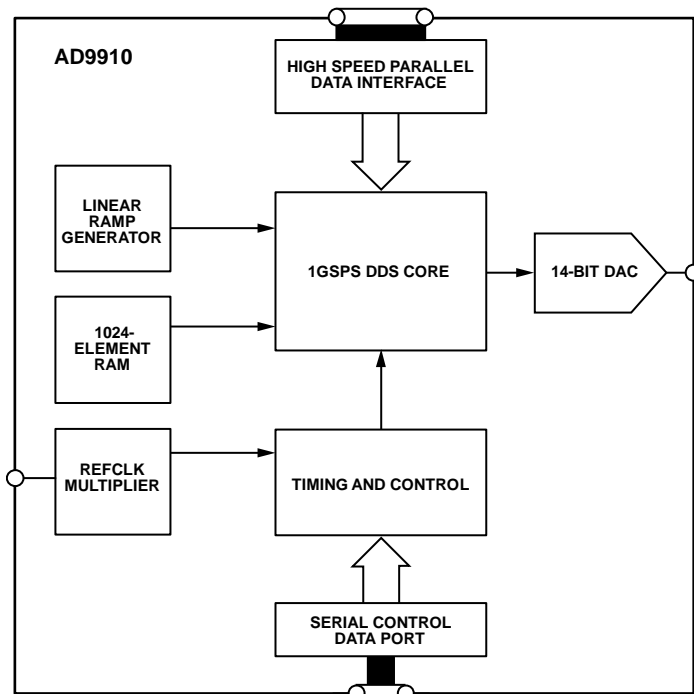 AD9910
HIGH SPEED PARALLEL
DATA INTERFACE
LINEAR
RAMP
GENERATOR
1GSPS DDS CORE
14-BIT DAC
1024-
ELEMENT
RAM
REFCLK
MULTIPLIER
TIMING AND CONTROL
SERIAL CONTROL
DATA PORT